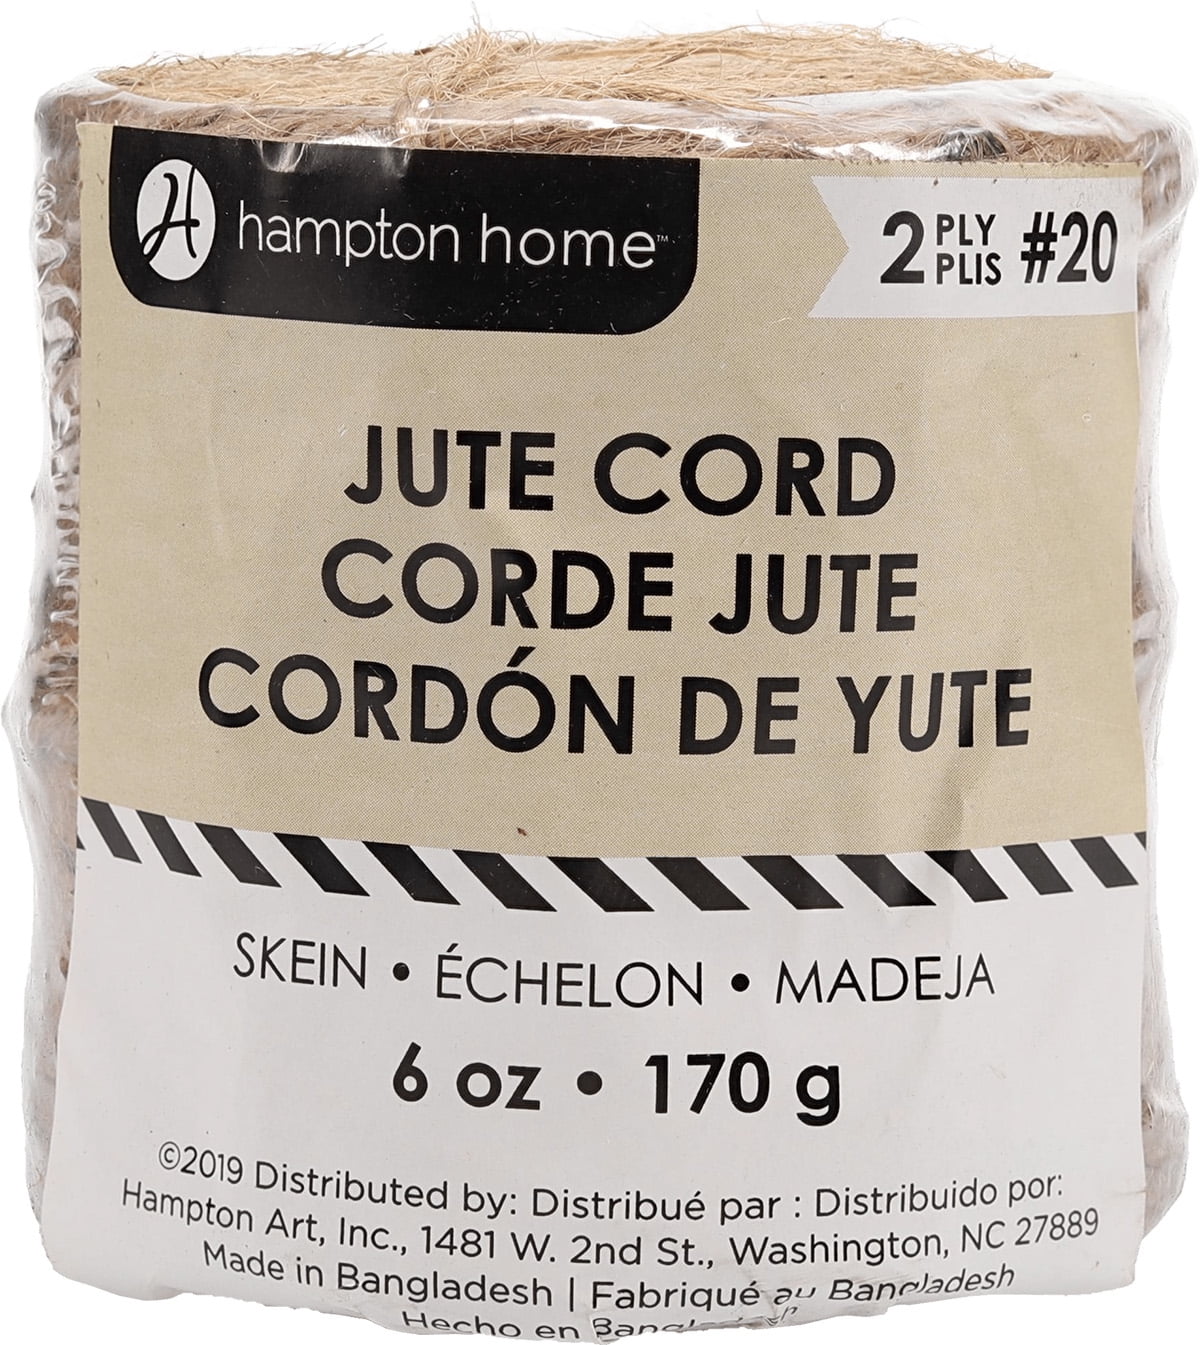 H hampton home™
2 PLY PLIS #20
JUTE CORD
CORDE JUTE
CORDÓN DE YUTE
SKEIN • ÉCHELON • MADEJA
6 oz • 170 g
©2019 Distributed by: Distribué par : Distribuido por:
Hampton Art, Inc., 1481 W. 2nd St., Washington, NC 27889
Made in Bangladesh | Fabriqué au Bangladesh
Hecho en